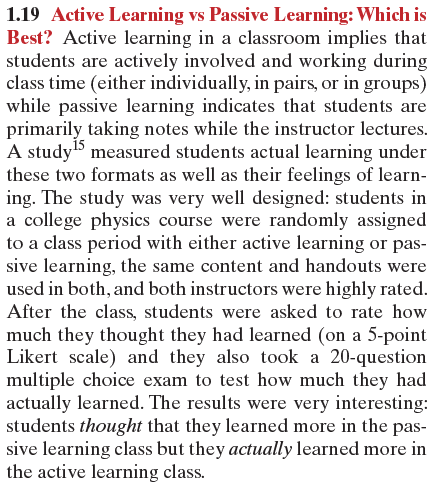 1.19 Active Learning vs Passive Learning: Which is
Best? Active learning in a classroom implies that
students are actively involved and working during
class time (either individually, in pairs, or in groups)
while passive learning indicates that students are
primarily taking notes while the instructor lectures.
A study15 measured students actual learning under
these two formats as well as their feelings of learn-
ing. The study was very well designed: students in
a college physics course were randomly assigned
to a class period with either active learning or pas-
sive learning, the same content and handouts were
used in both, and both instructors were highly rated.
After the class, students were asked to rate how
much they thought they had learned (on a 5-point
Likert scale) and they also took a 20-question
multiple choice exam to test how much they had
actually learned. The results were very interesting:
students thought that they learned more in the pas-
sive learning class but they actually learned more in
the active learning class.